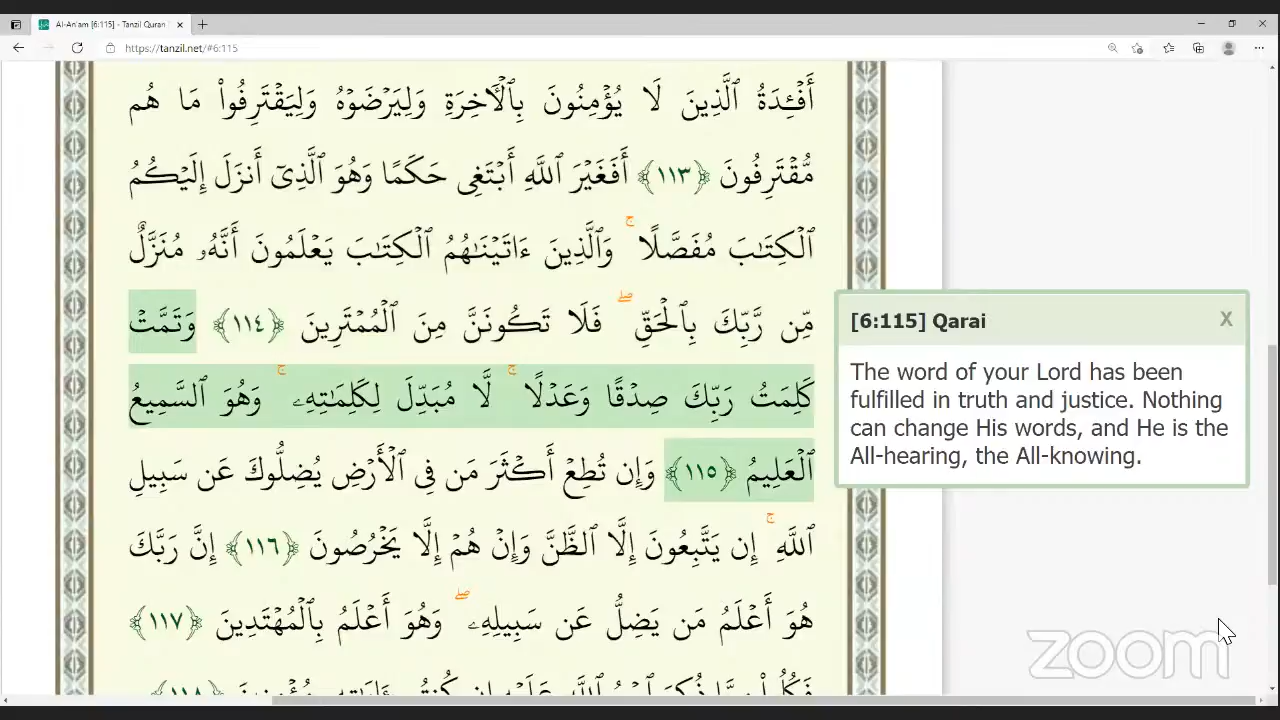 Al-An'am [6:115] - Tanzil Quran
https://tanzil.net/#6:115
أَفْـِٔدَةُ ٱلَّذِينَ لَا يُؤْمِنُونَ بِٱلْـَٔاخِرَةِ وَلِيَرْضَوْهُ وَلِيَقْتَرِفُوا۟ مَا هُم
مُّقْتَرِفُونَ ﴿١١٣﴾ أَفَغَيْرَ ٱللَّهِ أَبْتَغِى حَكَمًا وَهُوَ ٱلَّذِىٓ أَنزَلَ إِلَيْكُمُ
ٱلْكِتَـٰبَ مُفَصَّلًا ۚ وَٱلَّذِينَ ءَاتَيْنَـٰهُمُ ٱلْكِتَـٰبَ يَعْلَمُونَ أَنَّهُۥ مُنَزَّلٌ
مِّن رَّبِّكَ بِٱلْحَقِّ ۖ فَلَا تَكُونَنَّ مِنَ ٱلْمُمْتَرِينَ ﴿١١٤﴾ وَتَمَّتْ
كَلِمَتُ رَبِّكَ صِدْقًا وَعَدْلًا ۚ لَّا مُبَدِّلَ لِكَلِمَـٰتِهِۦ ۚ وَهُوَ ٱلسَّمِيعُ
ٱلْعَلِيمُ ﴿١١٥﴾ وَإِن تُطِعْ أَكْثَرَ مَن فِى ٱلْأَرْضِ يُضِلُّوكَ عَن سَبِيلِ
ٱللَّهِ ۚ إِن يَتَّبِعُونَ إِلَّا ٱلظَّنَّ وَإِنْ هُمْ إِلَّا يَخْرُصُونَ ﴿١١٦﴾ إِنَّ رَبَّكَ
هُوَ أَعْلَمُ مَن يَضِلُّ عَن سَبِيلِهِۦ ۖ وَهُوَ أَعْلَمُ بِٱلْمُهْتَدِينَ ﴿١١٧﴾
[6:115] Qarai X
The word of your Lord has been
fulfilled in truth and justice. Nothing
can change His words, and He is the
All-hearing, the All-knowing.
zoom